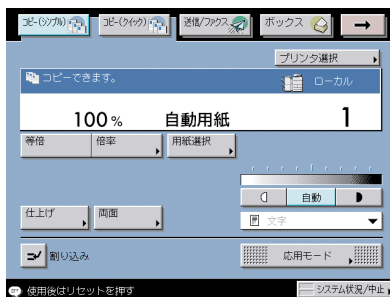 コピー(シンプル) コピー(クイック) 送信/ファクス ボックス →
プリンタ選択
コピーできます。 ローカル
100% 自動用紙 1
等倍 倍率 用紙選択
自動
仕上げ 両面 文字
割り込み 応用モード
使用後はリセットを押す システム状況/中止